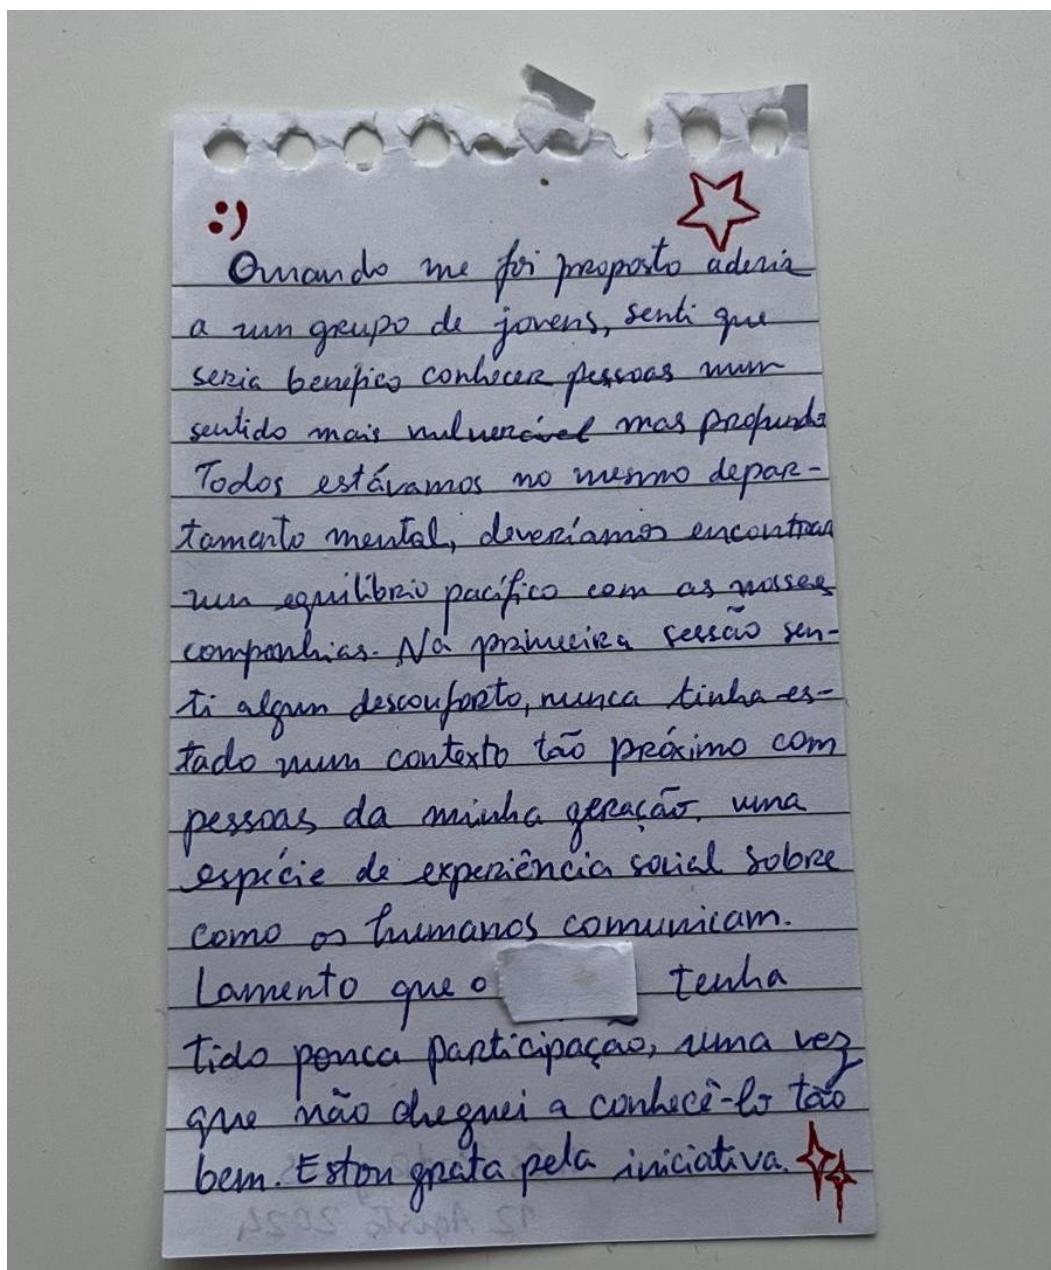 :)
Quando me foi proposto aderir
a um grupo de jovens, senti que
seria benéfico conhecer pessoas num
sentido mais vulnerável mas profundo
Todos estávamos no mesmo depar-
tamento mental, deveríamos encontrar
um equilíbrio pacífico com as nossas
companhias. Na primeira sessão sen-
ti algum desconforto, nunca tinha es-
tado num contexto tão próximo com
pessoas da minha geração, uma
espécie de experiência social sobre
como os humanos comunicam.
Lamento que o tenha
tido pouca participação, uma vez
que não cheguei a conhecê-lo tão
bem. Estou grata pela iniciativa.
12 Agosto 2024